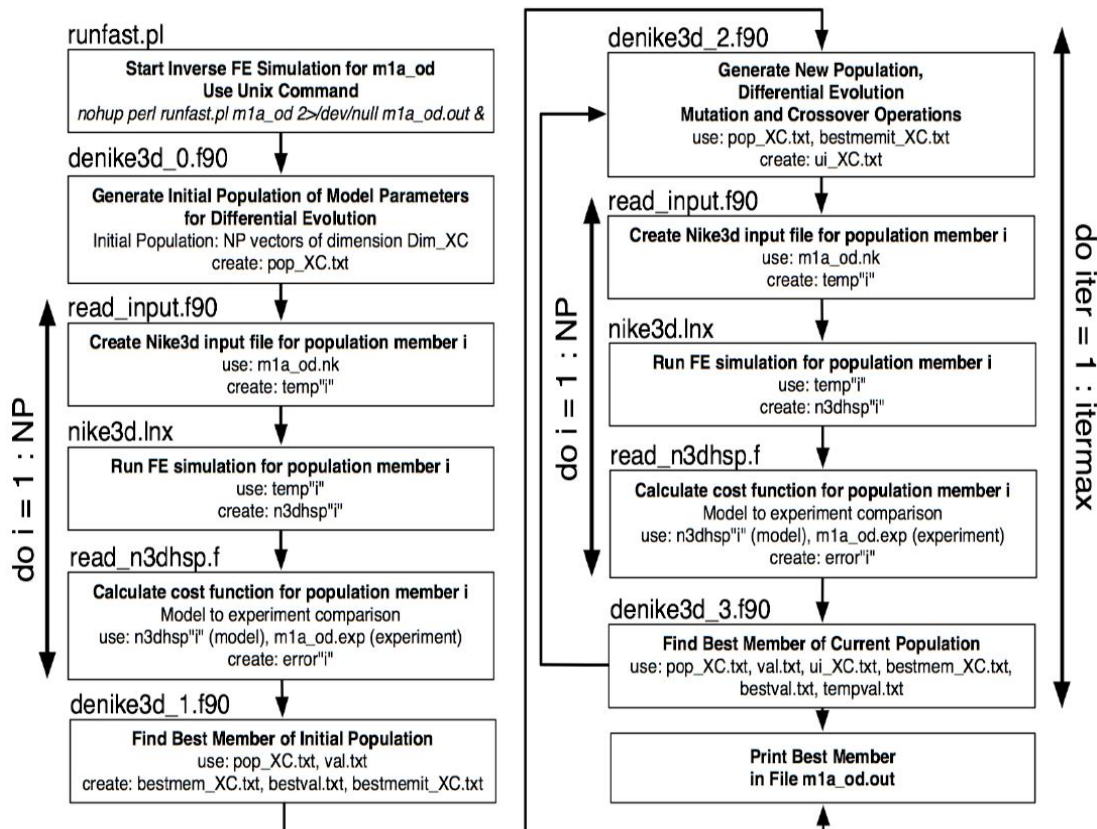 runfast.pl
Start Inverse FE Simulation for m1a_od
Use Unix Command
nohup perl runfast.pl m1a_od 2>/dev/null m1a_od.out &
denike3d_0.f90
Generate Initial Population of Model Parameters
for Differential Evolution
Initial Population: NP vectors of dimension Dim_XC
create: pop_XC.txt
do i = 1 : NP
read_input.f90
Create Nike3d input file for population member i
use: m1a_od.nk
create: temp"i"
nike3d.lnx
Run FE simulation for population member i
use: temp"i"
create: n3dhsp"i"
read_n3dhsp.f
Calculate cost function for population member i
Model to experiment comparison
use: n3dhsp"i" (model), m1a_od.exp (experiment)
create: error"i"
denike3d_1.f90
Find Best Member of Initial Population
use: pop_XC.txt, val.txt
create: bestmem_XC.txt, bestval.txt, bestmemit_XC.txt
denike3d_2.f90
Generate New Population,
Differential Evolution
Mutation and Crossover Operations
use: pop_XC.txt, bestmemit_XC.txt
create: ui_XC.txt
do i = 1 : NP
read_input.f90
Create Nike3d input file for population member i
use: m1a_od.nk
create: temp"i"
nike3d.lnx
Run FE simulation for population member i
use: temp"i"
create: n3dhsp"i"
read_n3dhsp.f
Calculate cost function for population member i
Model to experiment comparison
use: n3dhsp"i" (model), m1a_od.exp (experiment)
create: error"i"
denike3d_3.f90
Find Best Member of Current Population
use: pop_XC.txt, val.txt, ui_XC.txt, bestmem_XC.txt,
bestval.txt, tempval.txt
do iter = 1 : itermax
Print Best Member
in File m1a_od.out